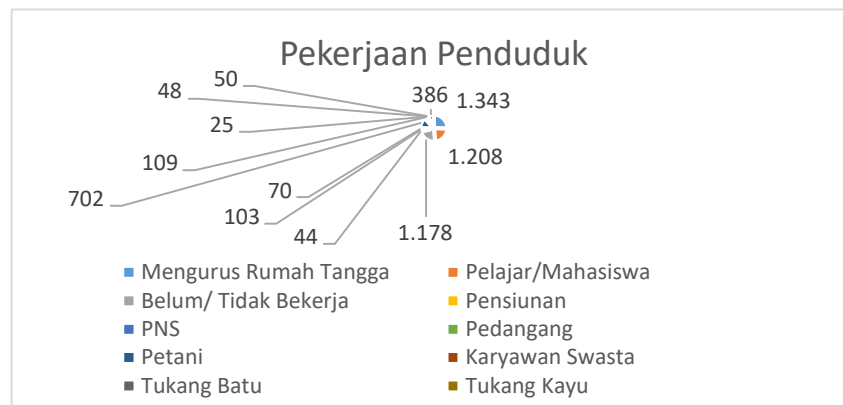 Pekerjaan Penduduk
50
386
1.343
48
25
1.208
109
702
70
103
44
1.178
Mengurus Rumah Tangga
Pelajar/Mahasiswa
Belum/ Tidak Bekerja
Pensiunan
PNS
Pedangang
Petani
Karyawan Swasta
Tukang Batu
Tukang Kayu